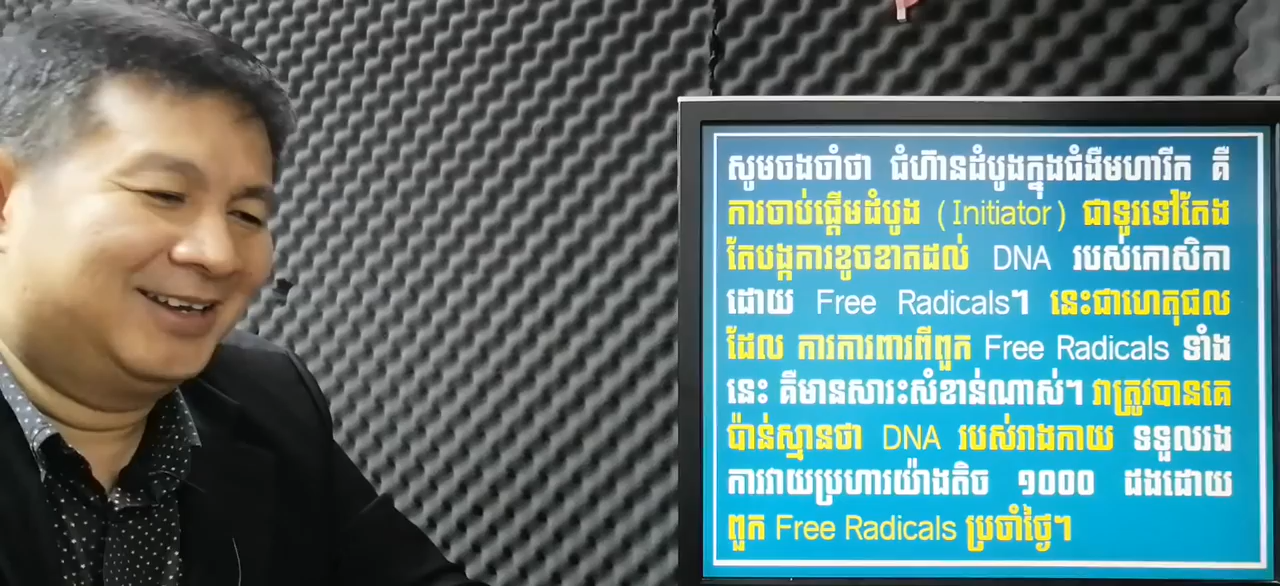 សូមចងចាំថា ជំហ៊ានដំបូងក្នុងជំងឺមហារីក គឺ
ការចាប់ផ្តើមដំបូង (Initiator) ជាទូរទៅតែង
តែបង្កការខូចខាតដល់ DNA របស់កោសិកា
ដោយ Free Radicals។ នេះជាហេតុផល
ដែល ការការពារពីពួក Free Radicals ទាំង
នេះ គឺមានសារះសំខាន់ណាស់។ វាត្រូវបានគេ
ប៉ាន់ស្មានថា DNA របស់រាងកាយ ទទួលរង
ការវាយប្រហារយ៉ាងតិច ១០០០ ដងដោយ
ពួក Free Radicals ប្រចាំថ្ងៃ។